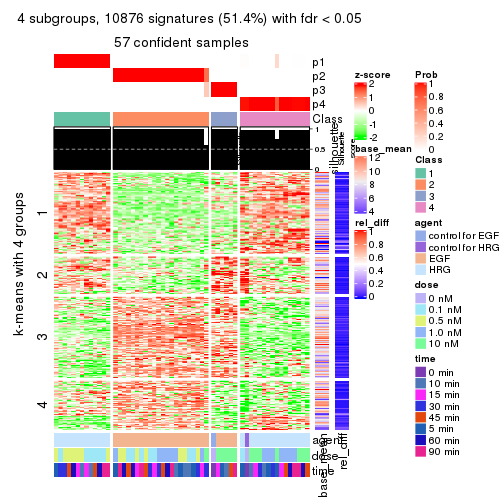 4 subgroups, 10876 signatures (51.4%) with fdr < 0.05
57 confident samples
p1
p2
p3
p4
Class
1
0.5
0
silhouette
silhouette
score
k-means with 4 groups
1
2
3
4
agent
dose
time
base_mean
rel_diff
z-score
2
1
0
-1
-2
base_mean
12
10
8
6
4
rel_diff
1
0.8
0.6
0.4
0.2
0
Prob
1
0.8
0.6
0.4
0.2
0
Class
1
2
3
4
agent
control for EGF
control for HRG
EGF
HRG
dose
0 nM
0.1 nM
0.5 nM
1.0 nM
10 nM
time
0 min
10 min
15 min
30 min
45 min
5 min
60 min
90 min